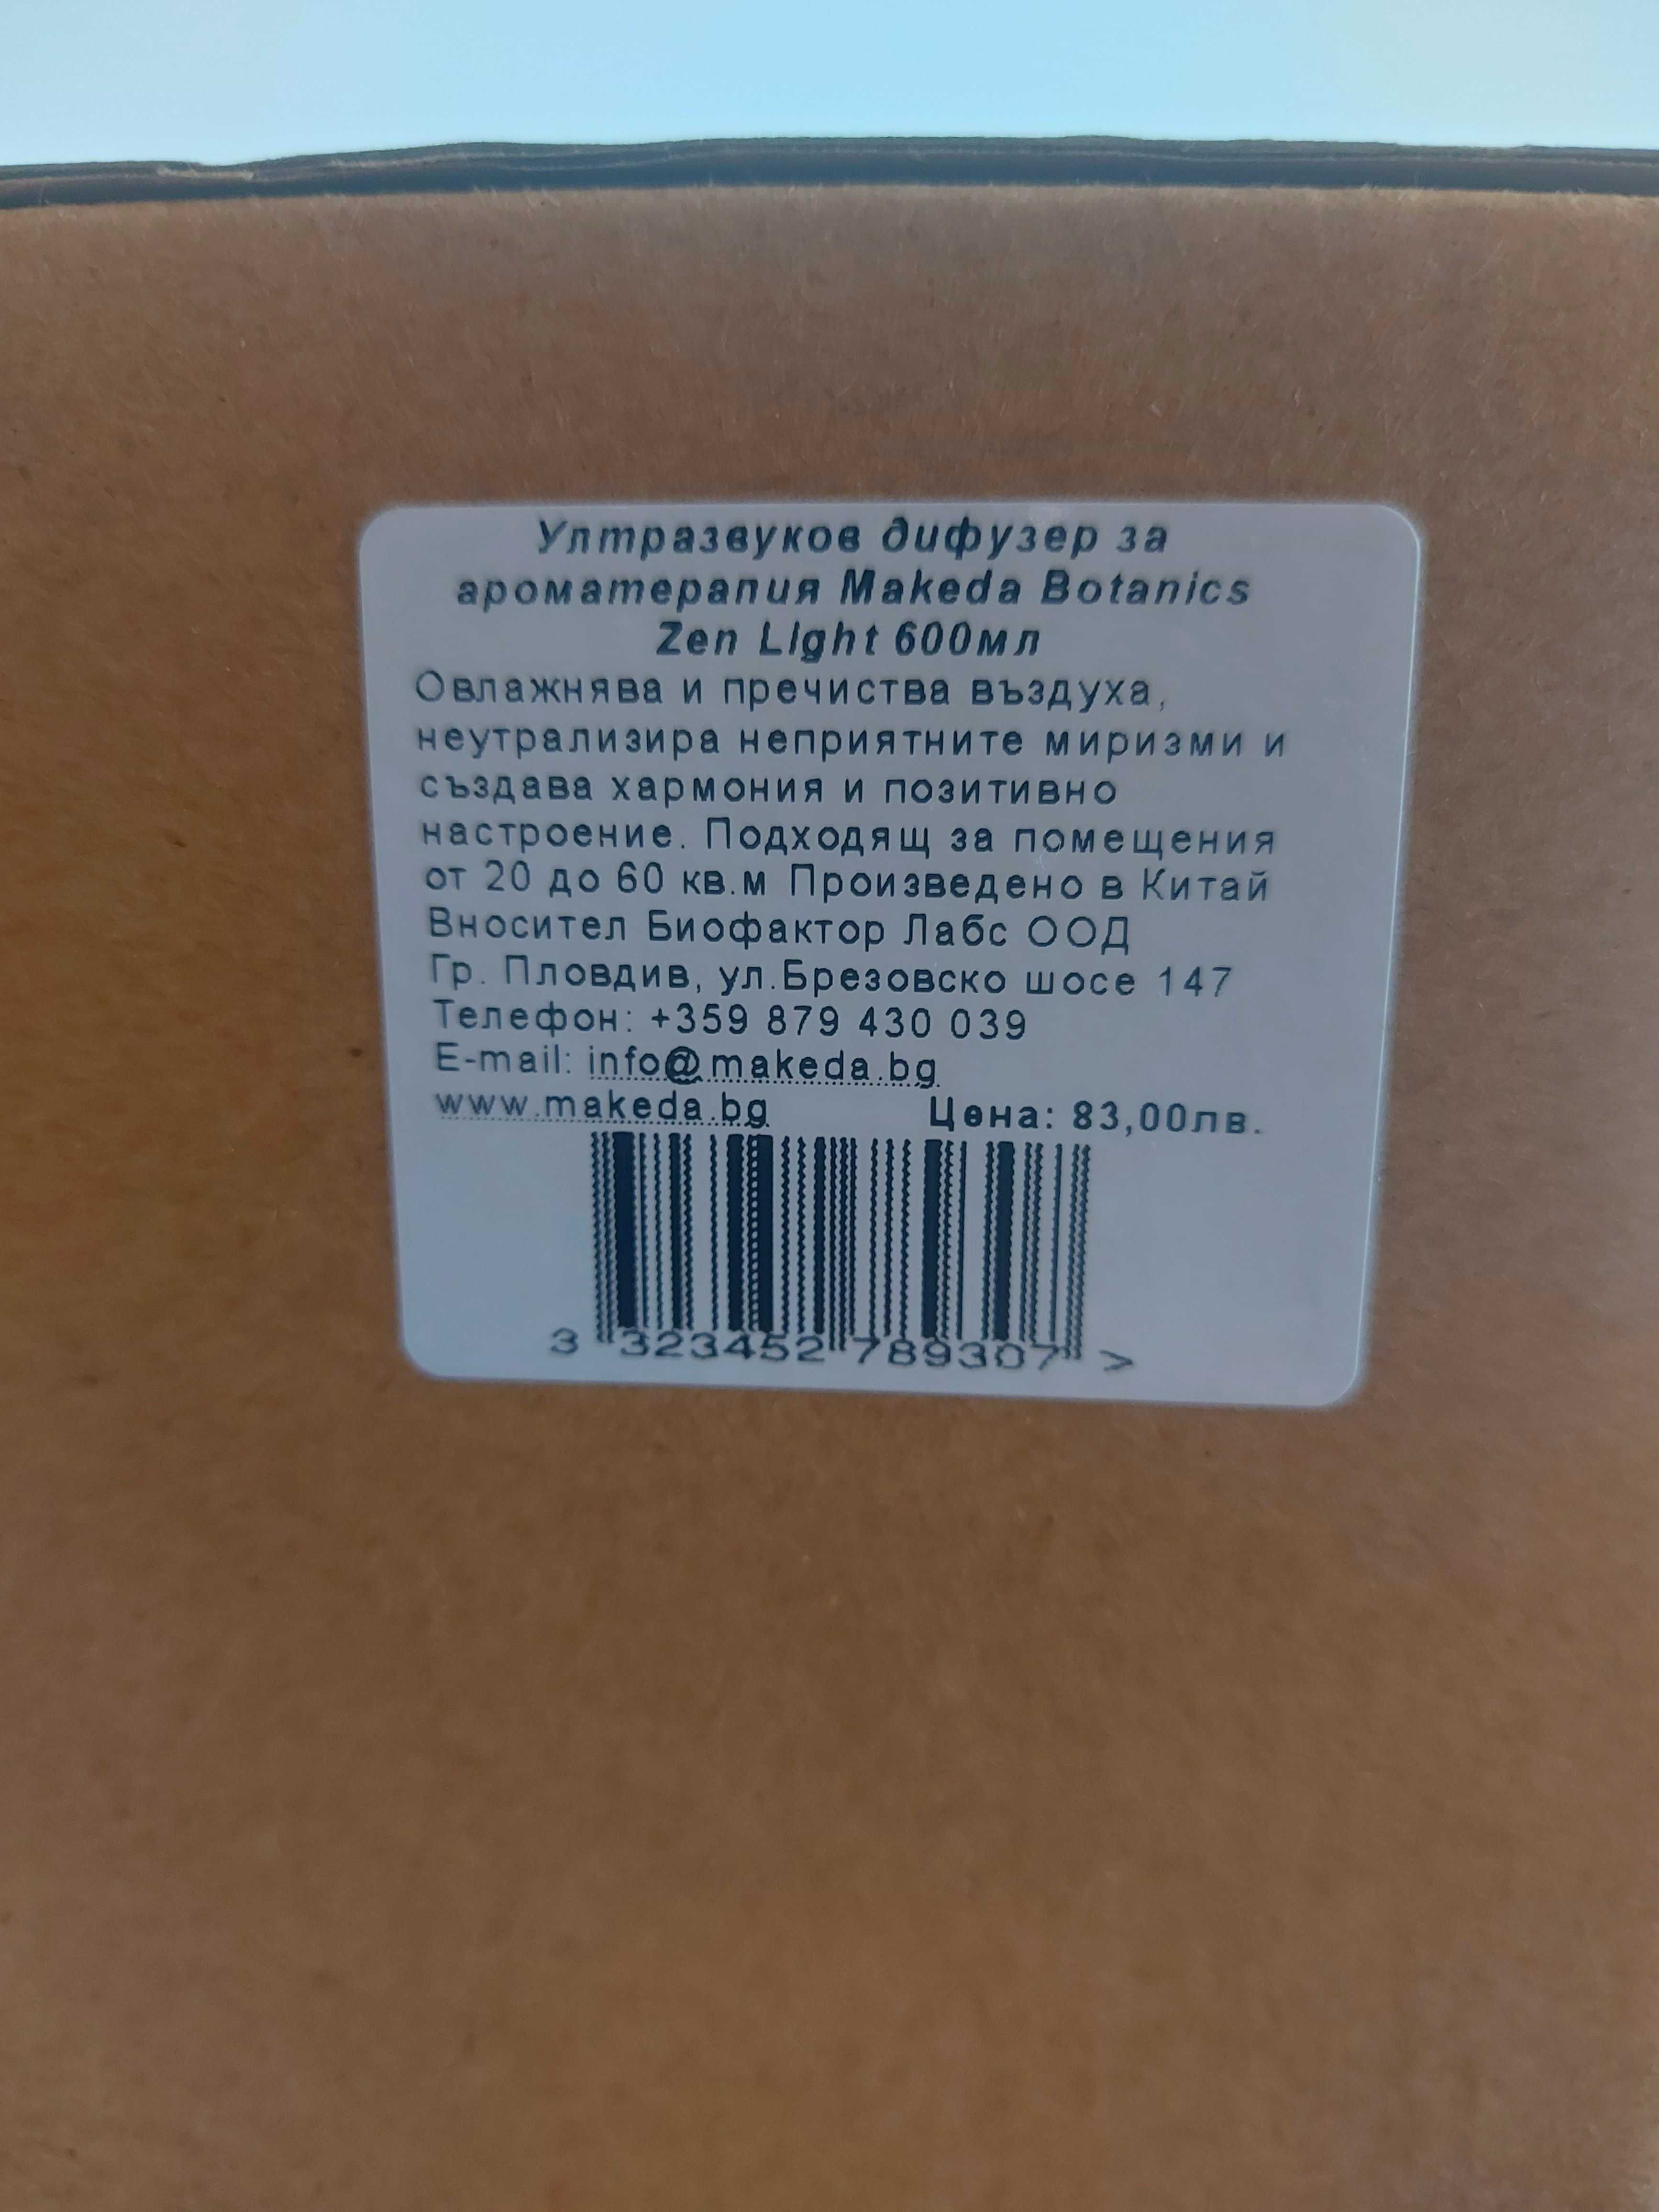 Ултразвуков дифузер за
ароматерапия Makeda Botanics
Zen Light 600мл
Овлажнява и пречиства въздуха,
неутрализира неприятните миризми и
създава хармония и позитивно
настроение. Подходящ за помещения
от 20 до 60 кв.м Произведено в Китай
Вносител Биофактор Лабс ООД
Гр. Пловдив, ул.Брезовско шосе 147
Телефон: +359 879 430 039
E-mail: info@makeda.bg
www.makeda.bg Цена: 83,00лв.
3 323452 789307 >